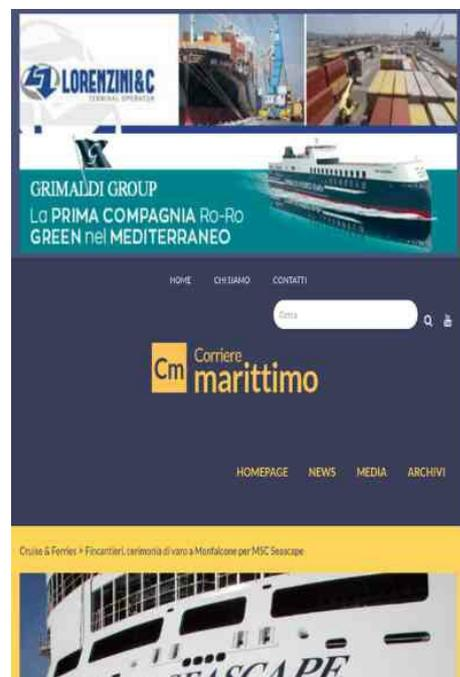 LORENZINI & C
TERMINAL OPERATOR
GRIMALDI GROUP
La PRIMA COMPAGNIA Ro-Ro
GREEN nel MEDITERRANEO
HOME CHI SIAMO CONTATTI
Cerca
Cm Corriere
marittimo
HOMEPAGE NEWS MEDIA ARCHIVI
Cruise & Ferries > Fincantieri, cerimonia di varo a Monfalcone per MSC Seascape
SEASCAPE